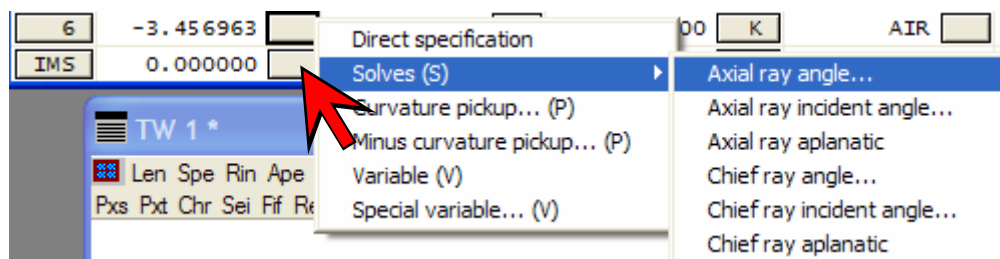 6 -3.456963 00 K AIR
IMS 0.000000
Direct specification
Solves (S)
Curvature pickup... (P)
Minus curvature pickup... (P)
Variable (V)
Special variable... (V)
Axial ray angle...
Axial ray incident angle...
Axial ray aplanatic
Chief ray angle...
Chief ray incident angle...
Chief ray aplanatic
TW 1 *
Len Spe Rin Ape
Pxs Pxt Chr Sei Fif Re